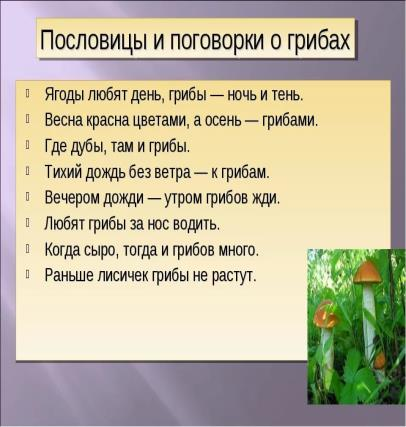 Пословицы и поговорки о грибах
Ягоды любят день, грибы — ночь и тень.
Весна красна цветами, а осень — грибами.
Где дубы, там и грибы.
Тихий дождь без ветра — к грибам.
Вечером дожди — утром грибов жди.
Любят грибы за нос водить.
Когда сыро, тогда и грибов много.
Раньше лисичек грибы не растут.